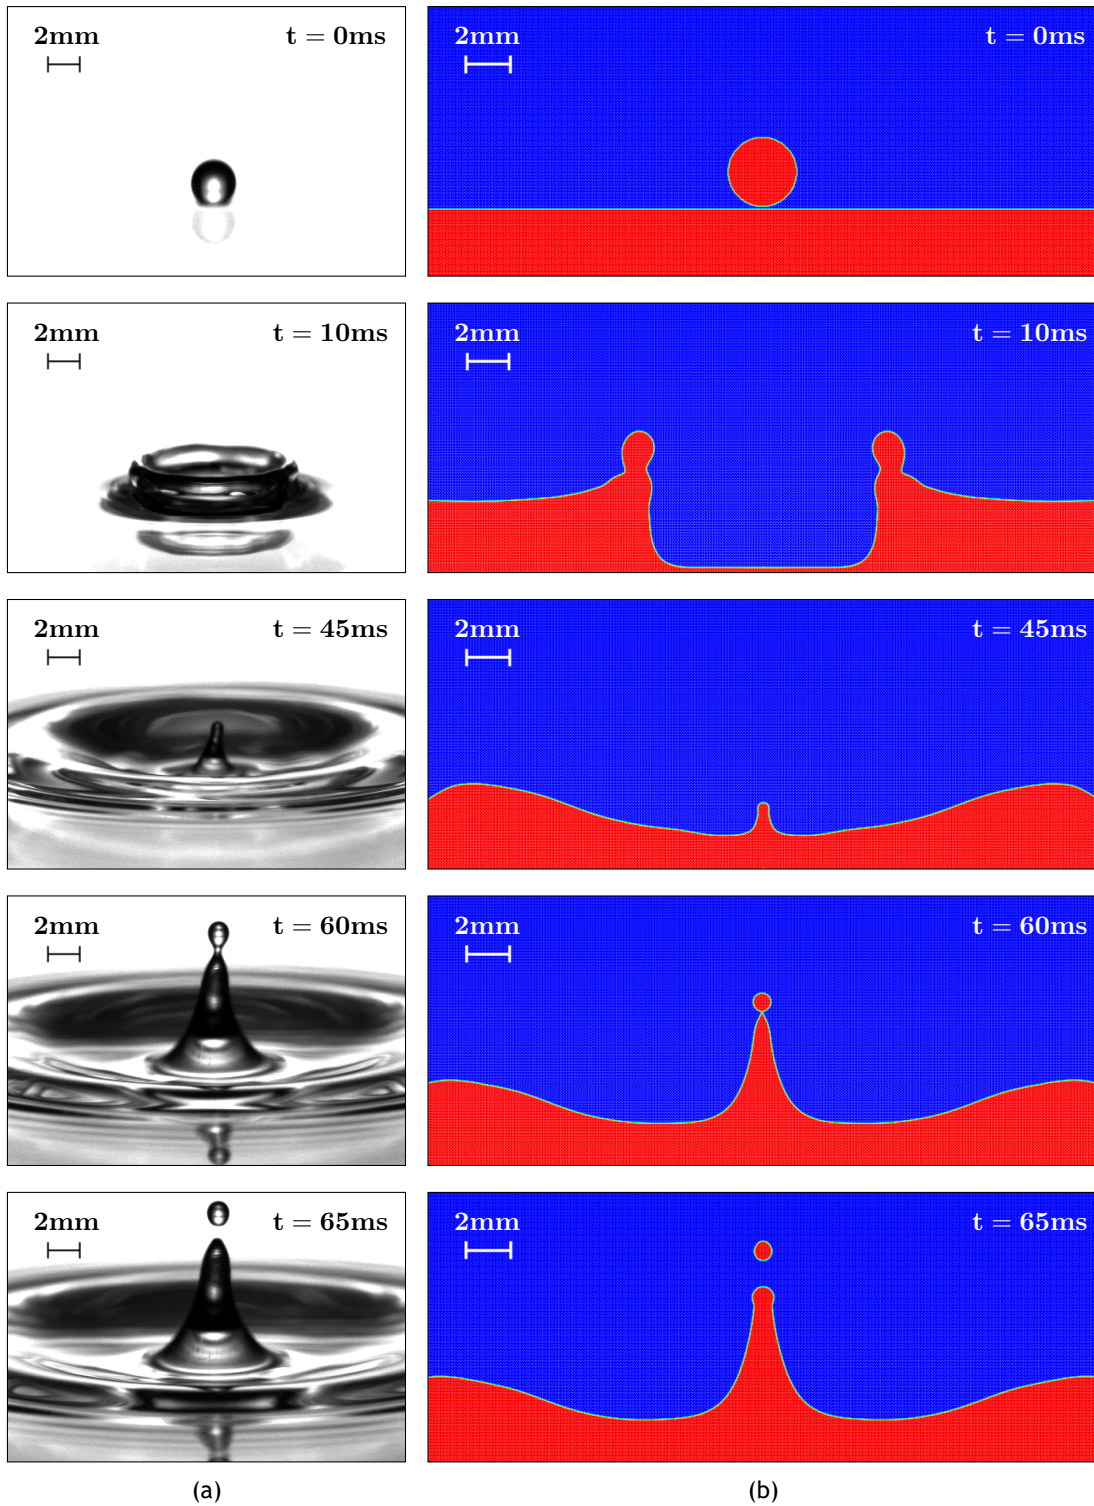 2mm t = 0ms 2mm t = 0ms
2mm t = 10ms 2mm t = 10ms
2mm t = 45ms 2mm t = 45ms
2mm t = 60ms 2mm t = 60ms
2mm t = 65ms 2mm t = 65ms
(a) (b)